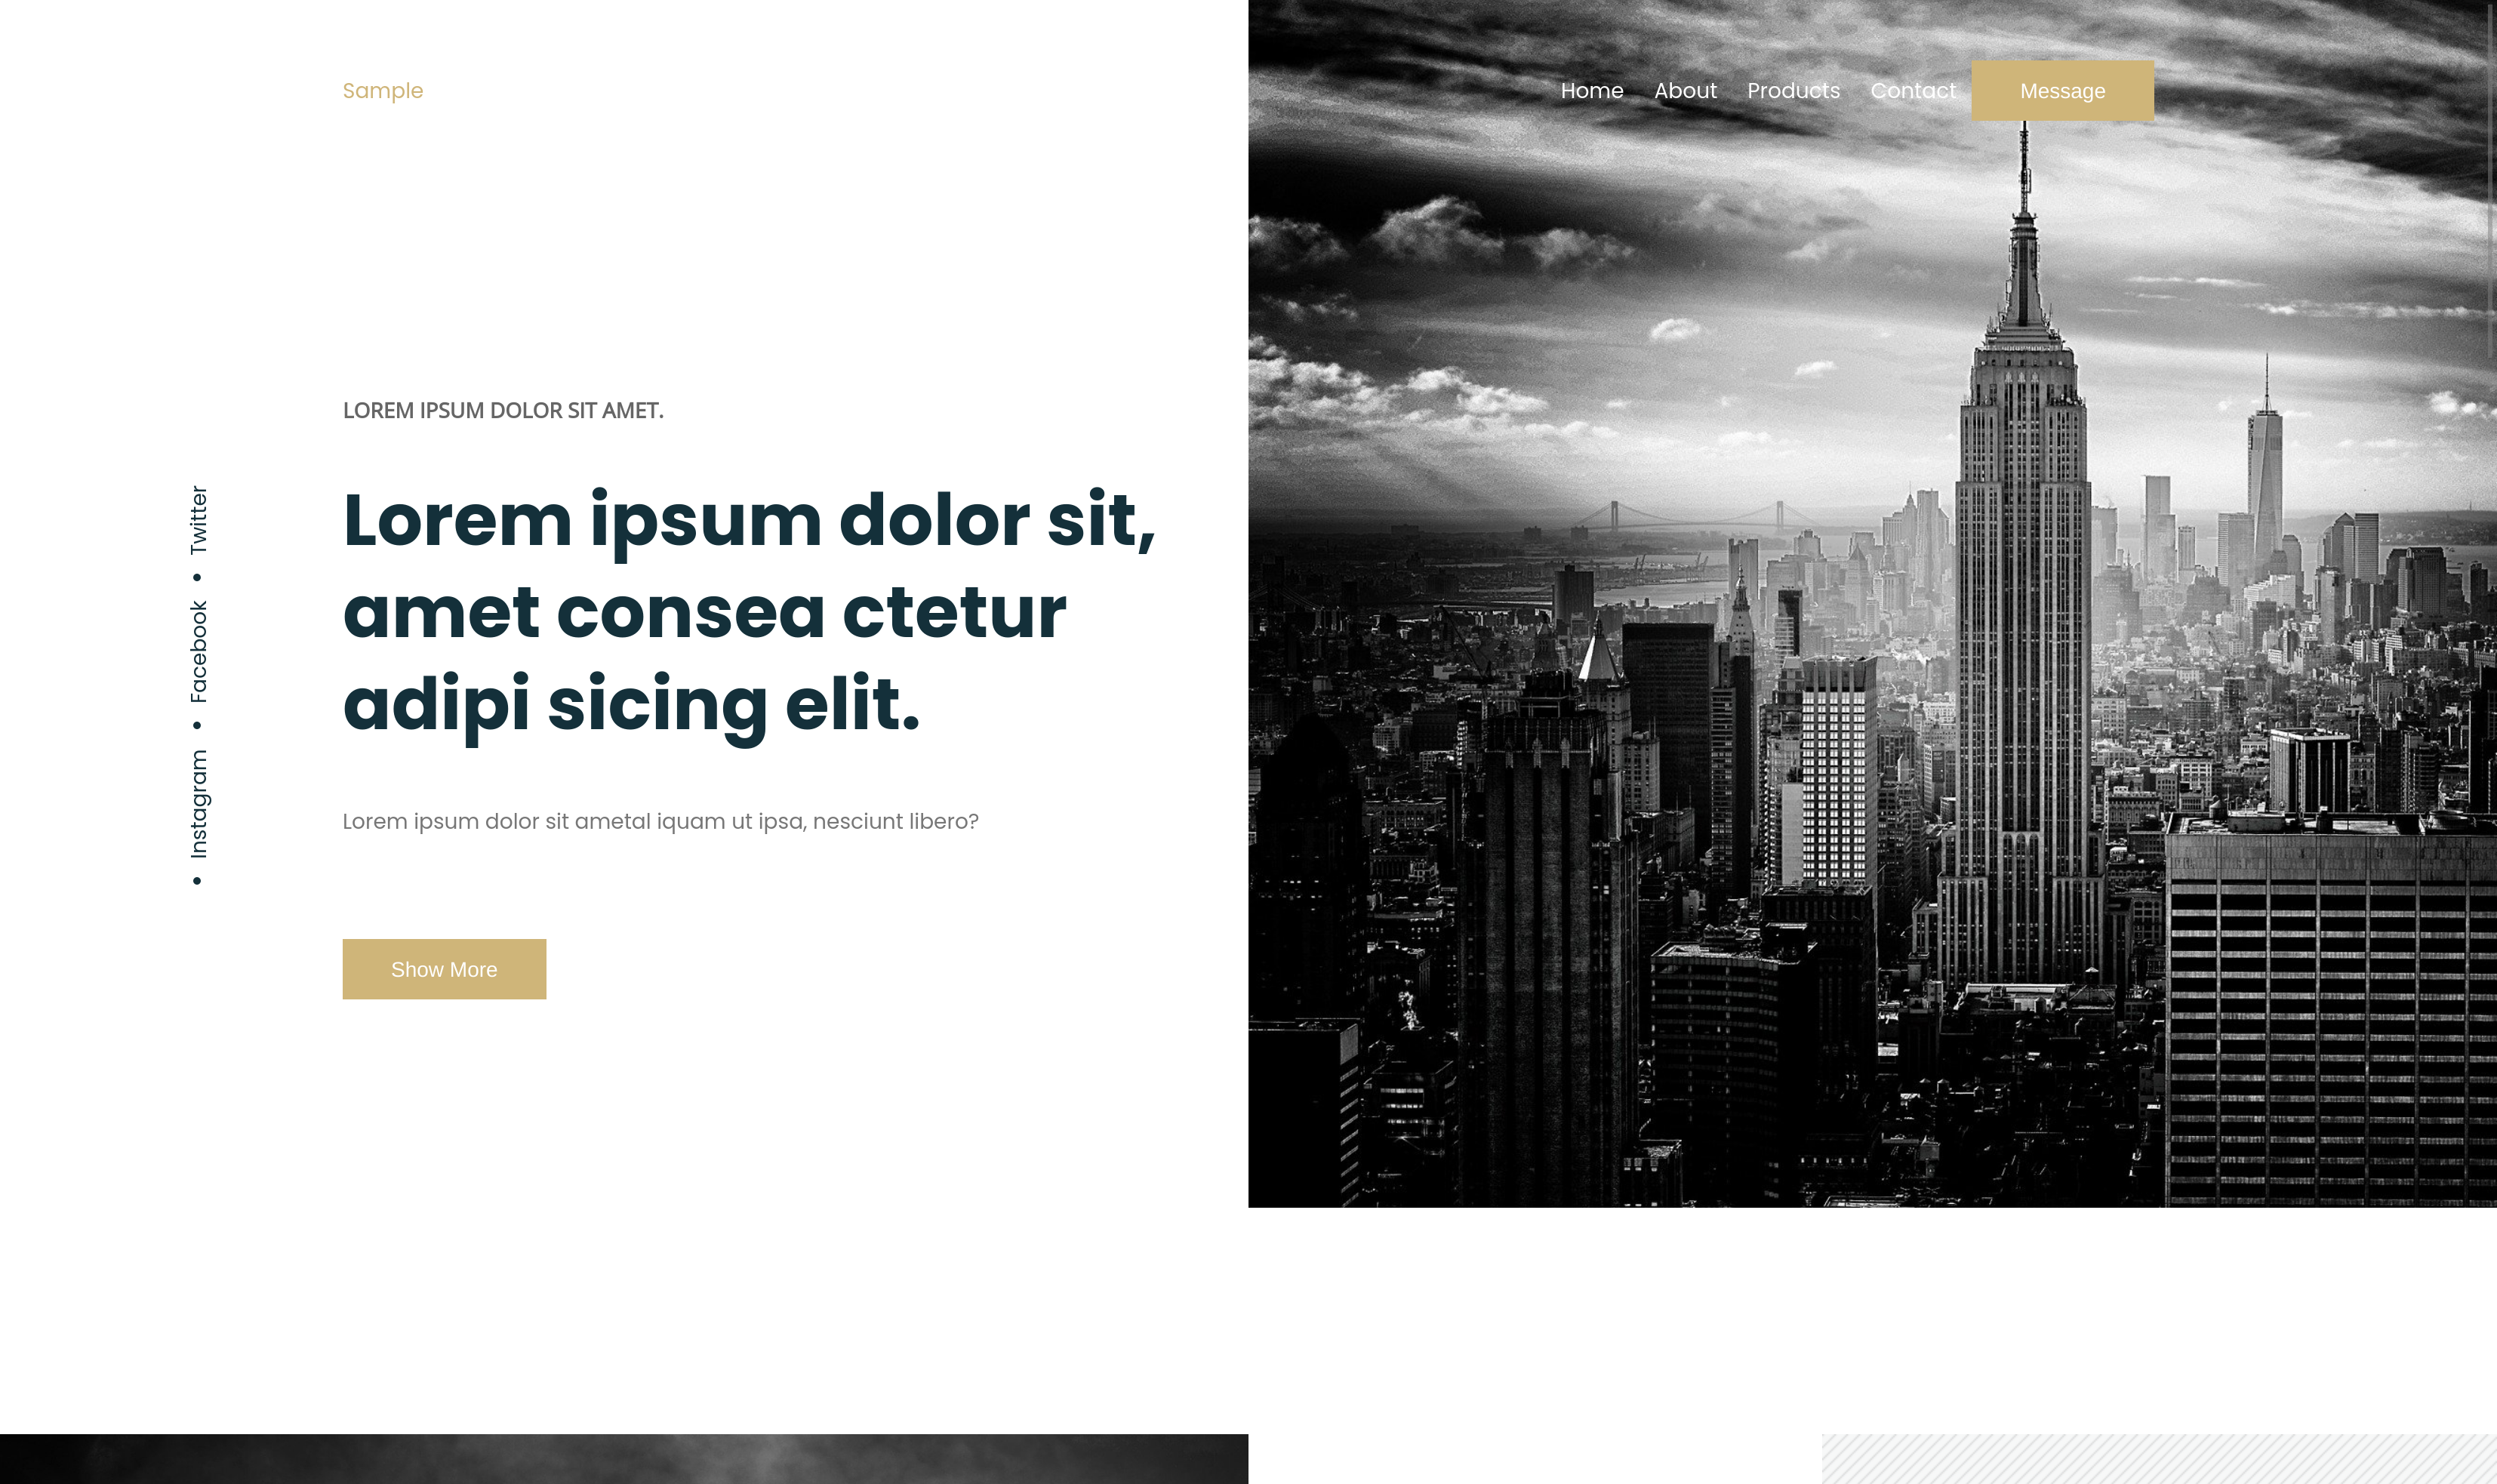 Sample
Home
About
Products
Contact
Message
LOREM IPSUM DOLOR SIT AMET.
Lorem ipsum dolor sit,
amet consea ctetur
adipi sicing elit.
Lorem ipsum dolor sit ametal iquam ut ipsa, nesciunt libero?
Show More
• Instagram • Facebook • Twitter